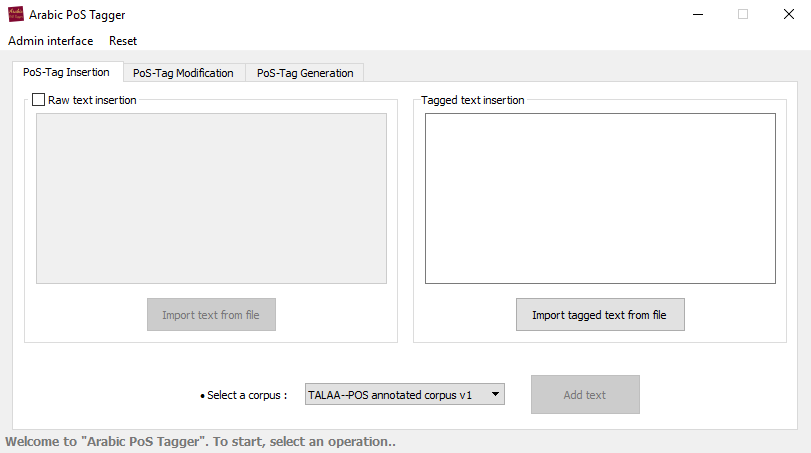 Arabic PoS Tagger
Admin interface Reset
PoS-Tag Insertion PoS-Tag Modification PoS-Tag Generation
Raw text insertion
Import text from file
Tagged text insertion
Import tagged text from file
• Select a corpus : TALAA--POS annotated corpus v1 Add text
Welcome to "Arabic PoS Tagger". To start, select an operation..